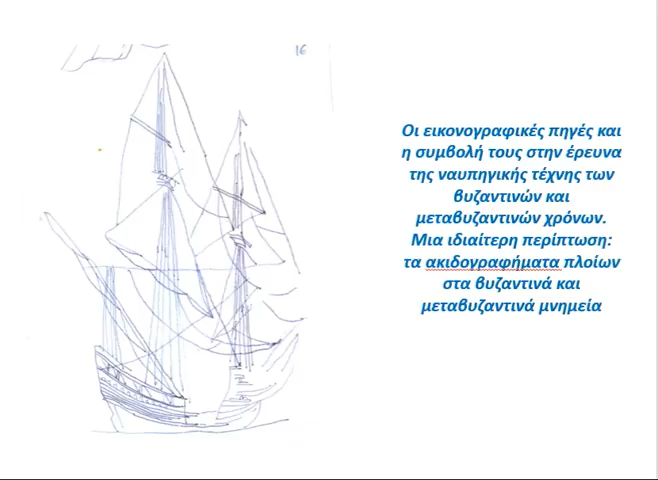 16
Οι εικονογραφικές πηγές και
η συμβολή τους στην έρευνα
της ναυπηγικής τέχνης των
βυζαντινών και
μεταβυζαντινών χρόνων.
Μια ιδιαίτερη περίπτωση:
τα ακιδογραφήματα πλοίων
στα βυζαντινά και
μεταβυζαντινά μνημεία